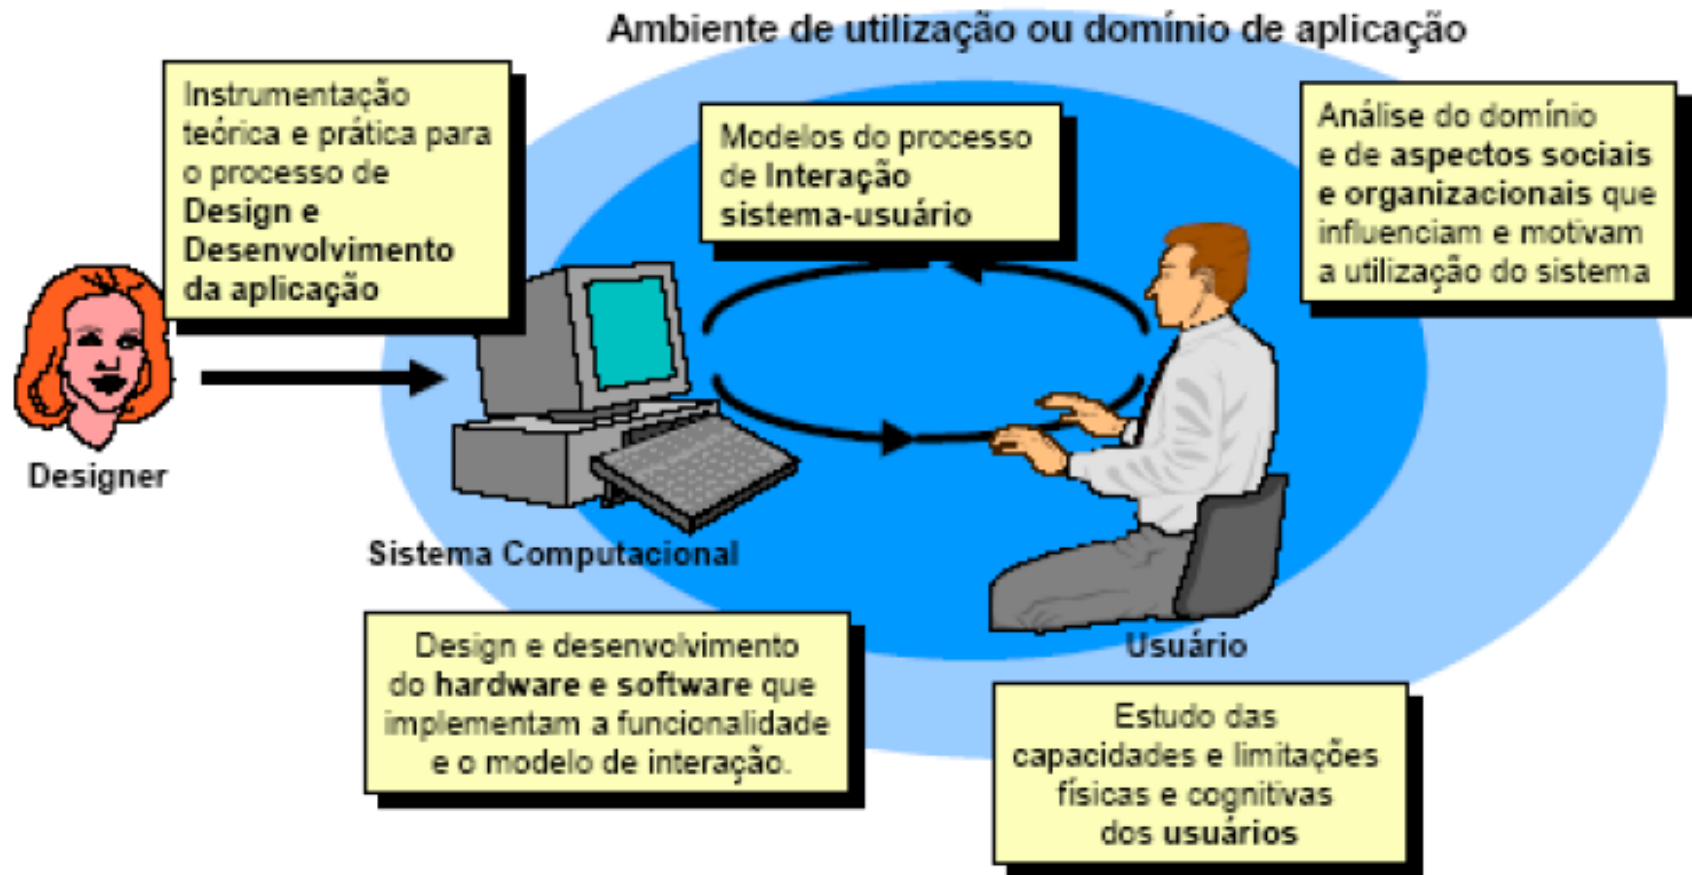 Ambiente de utilização ou domínio de aplicação
Instrumentação
teórica e prática para
o processo de
Design e
Desenvolvimento
da aplicação
Modelos do processo
de Interação
sistema-usuário
Análise do domínio
e de aspectos sociais
e organizacionais que
influenciam e motivam
a utilização do sistema
Designer
Sistema Computacional
Usuário
Design e desenvolvimento
do hardware e software que
implementam a funcionalidade
e o modelo de interação.
Estudo das
capacidades e limitações
físicas e cognitivas
dos usuários